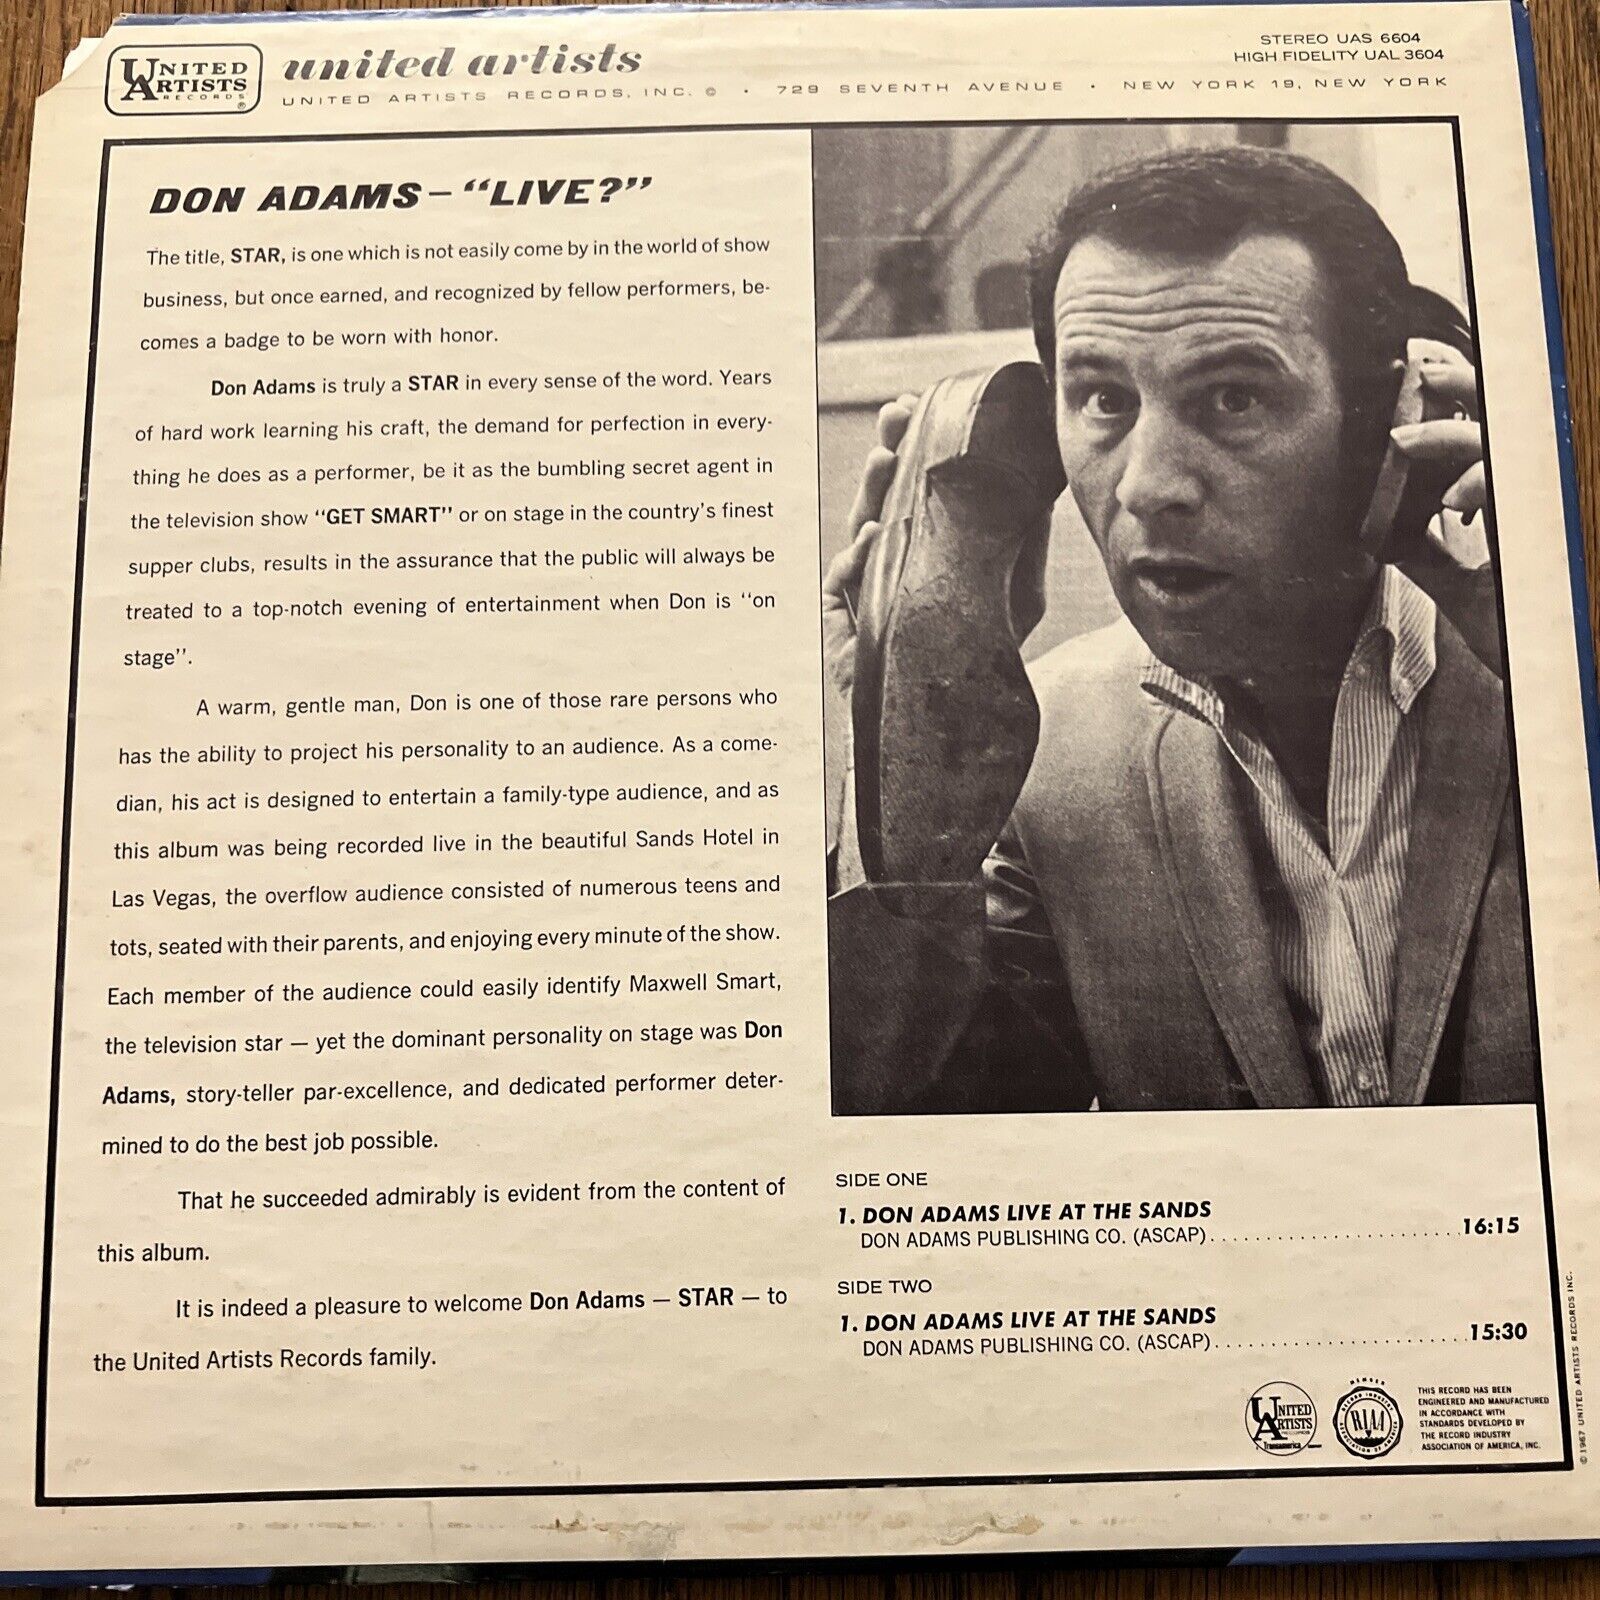 UNITED
ARTISTS
RECORDS
®
united artists
STEREO UAS 6604
HIGH FIDELITY UAL 3604
UNITED ARTISTS RECORDS, INC. © • 729 SEVENTH AVENUE • NEW YORK 19, NEW YORK
DON ADAMS – “LIVE?”
The title, STAR, is one which is not easily come by in the world of show
business, but once earned, and recognized by fellow performers, be-
comes a badge to be worn with honor.
Don Adams is truly a STAR in every sense of the word. Years
of hard work learning his craft, the demand for perfection in every-
thing he does as a performer, be it as the bumbling secret agent in
the television show “GET SMART” or on stage in the country’s finest
supper clubs, results in the assurance that the public will always be
treated to a top-notch evening of entertainment when Don is “on
stage”.
A warm, gentle man, Don is one of those rare persons who
has the ability to project his personality to an audience. As a come-
dian, his act is designed to entertain a family-type audience, and as
this album was being recorded live in the beautiful Sands Hotel in
Las Vegas, the overflow audience consisted of numerous teens and
tots, seated with their parents, and enjoying every minute of the show.
Each member of the audience could easily identify Maxwell Smart,
the television star — yet the dominant personality on stage was Don
Adams, story-teller par-excellence, and dedicated performer deter-
mined to do the best job possible.
That he succeeded admirably is evident from the content of
this album.
It is indeed a pleasure to welcome Don Adams — STAR — to
the United Artists Records family.
SIDE ONE
1. DON ADAMS LIVE AT THE SANDS
DON ADAMS PUBLISHING CO. (ASCAP)......................16:15
SIDE TWO
1. DON ADAMS LIVE AT THE SANDS
DON ADAMS PUBLISHING CO. (ASCAP)......................15:30
UNITED
ARTISTS
RECORDS
Transamerica
MEMBER
RECORD INDUSTRY
RIAA
ASSOCIATION OF AMERICA
THIS RECORD HAS BEEN
ENGINEERED AND MANUFACTURED
IN ACCORDANCE WITH
STANDARDS DEVELOPED BY
THE RECORD INDUSTRY
ASSOCIATION OF AMERICA, INC.
© 1967 UNITED ARTISTS RECORDS INC.